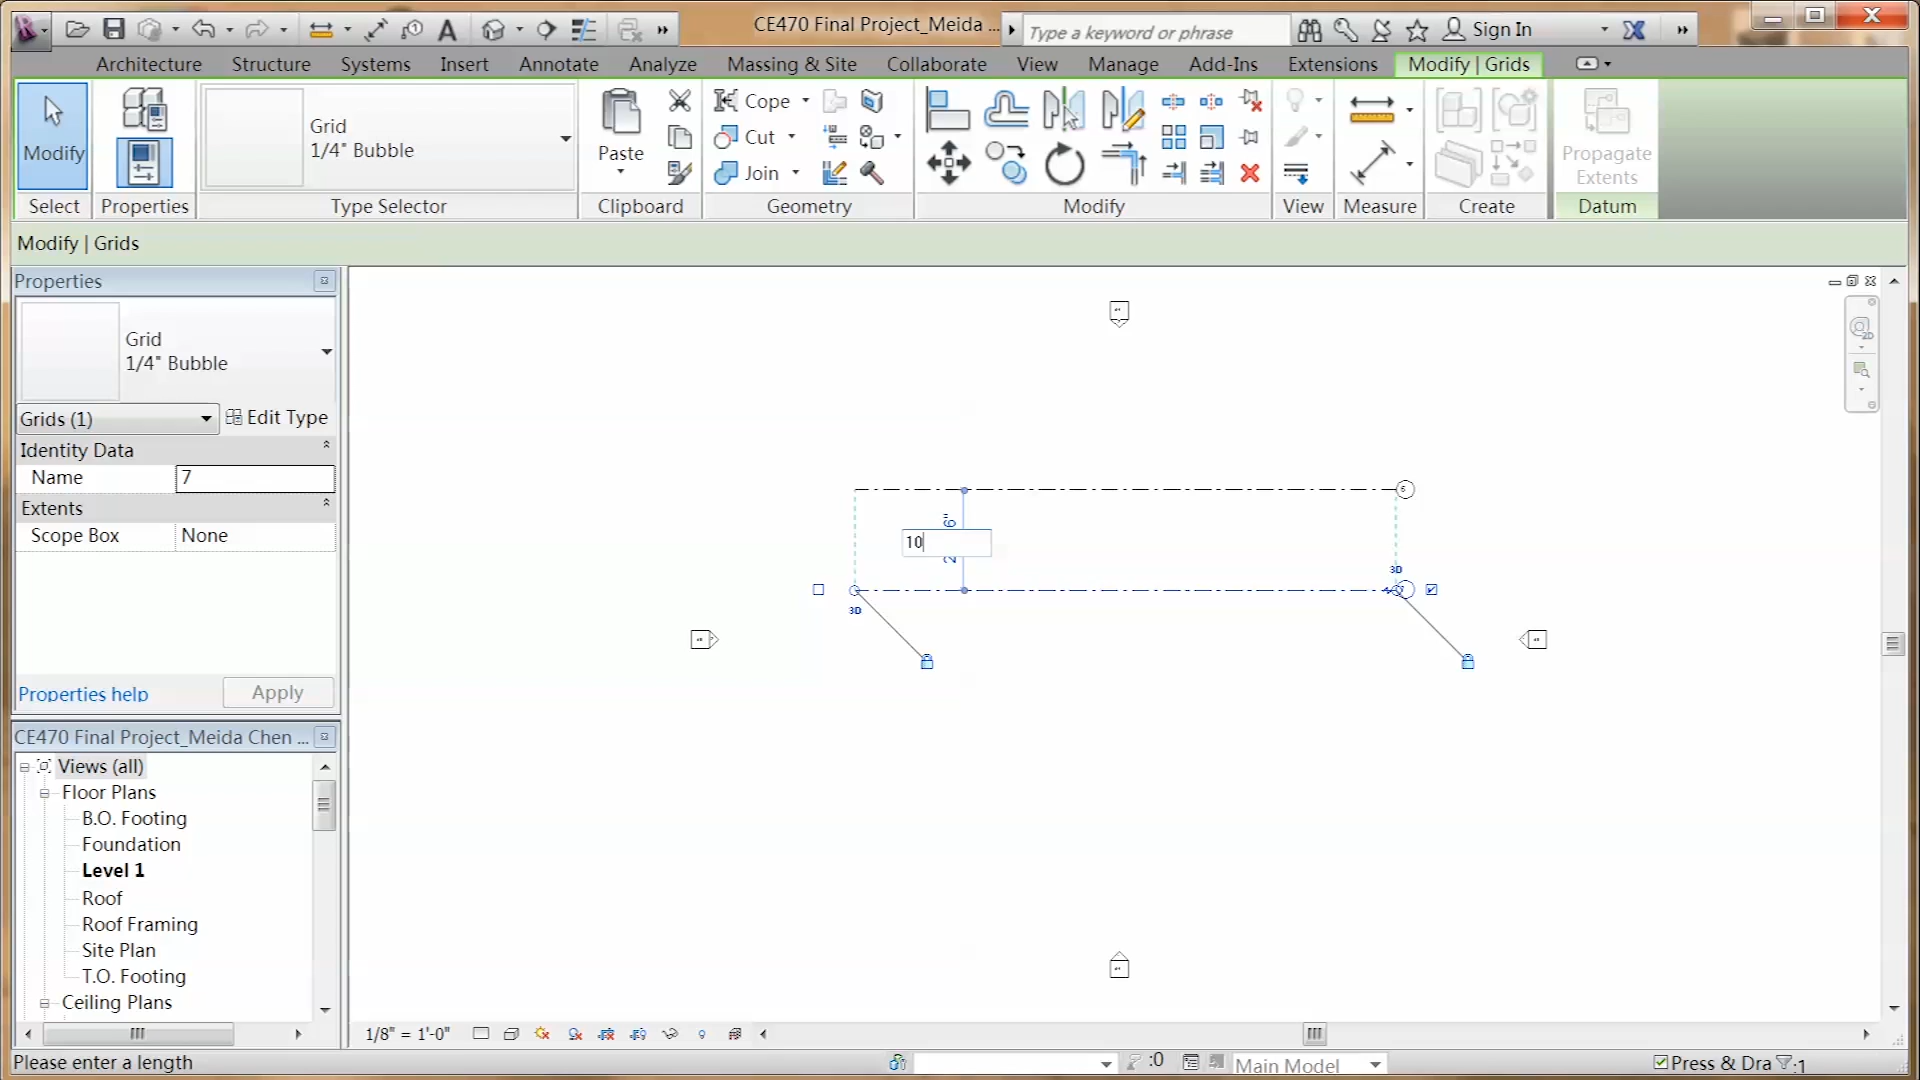 CE470 Final Project_Meida ...
Type a keyword or phrase
Sign In
Architecture
Structure
Systems
Insert
Annotate
Analyze
Massing & Site
Collaborate
View
Manage
Add-Ins
Extensions
Modify | Grids
Modify
Grid
1/4" Bubble
Paste
Cope
Cut
Join
Propagate
Extents
Select
Properties
Type Selector
Clipboard
Geometry
Modify
View
Measure
Create
Datum
Modify | Grids
Properties
Grid
1/4" Bubble
Grids (1)
Edit Type
Identity Data
Name
7
Extents
Scope Box
None
Properties help
Apply
CE470 Final Project_Meida Chen ...
Views (all)
Floor Plans
B.O. Footing
Foundation
Level 1
Roof
Roof Framing
Site Plan
T.O. Footing
Ceiling Plans
6
6"
10
2
3D
3D
2D
1/8" = 1'-0"
Please enter a length
:0
Main Model
Press & Dra
:1